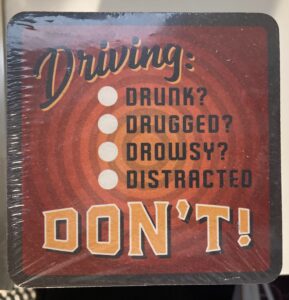 Driving:
DRUNK?
DRUGGED?
DROWSY?
DISTRACTED
DON'T!